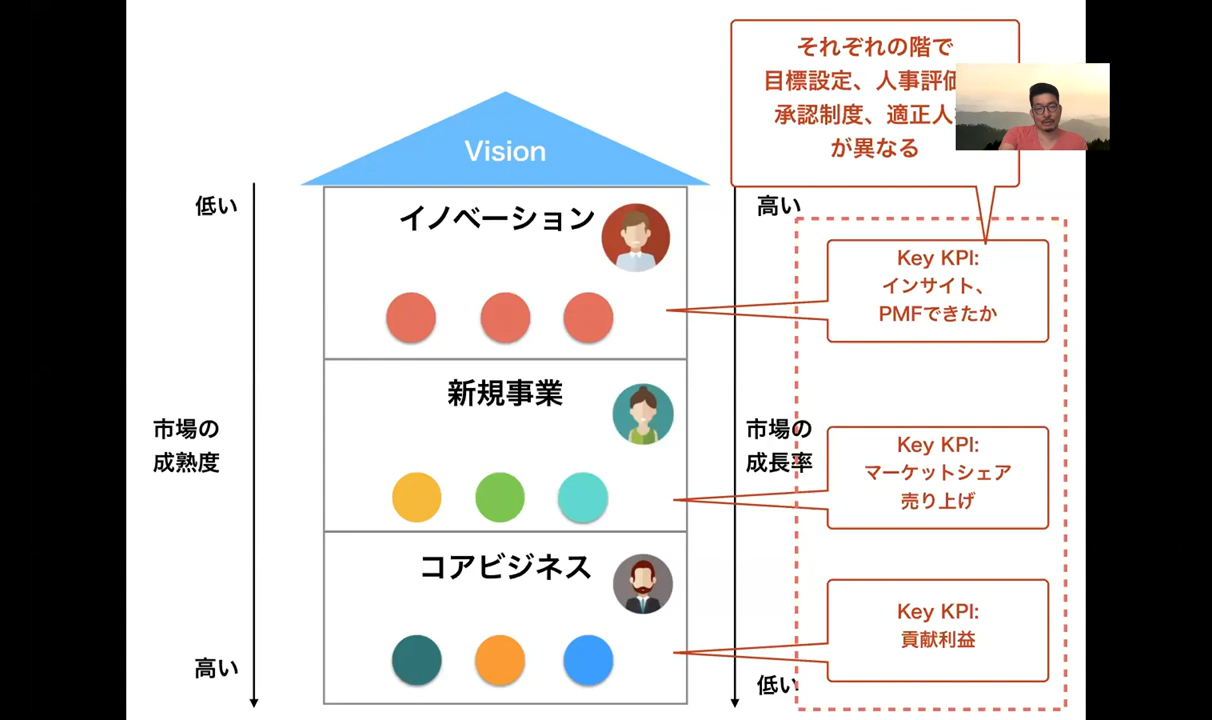 それぞれの階で
目標設定、人事評価
承認制度、適正人
が異なる
Vision
低い
高い
イノベーション
Key KPI:
インサイト、
PMFできたか
新規事業
市場の
成熟度
市場の
成長率
Key KPI:
マーケットシェア
売り上げ
コアビジネス
Key KPI:
貢献利益
高い
低い